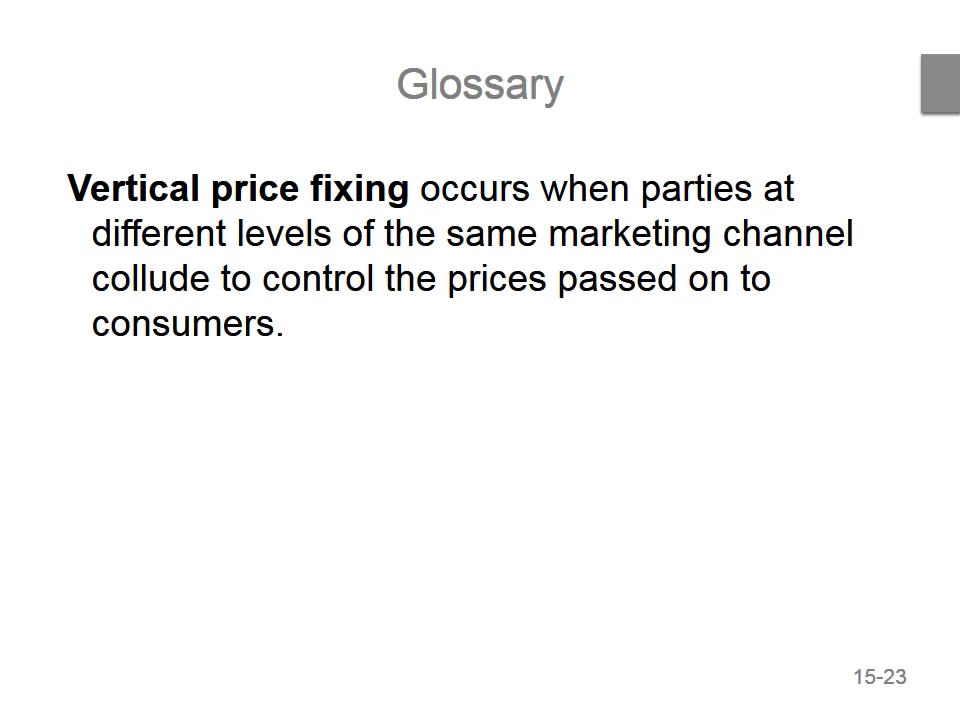 Glossary
Vertical price fixing occurs when parties at
different levels of the same marketing channel
collude to control the prices passed on to
consumers.
15-23